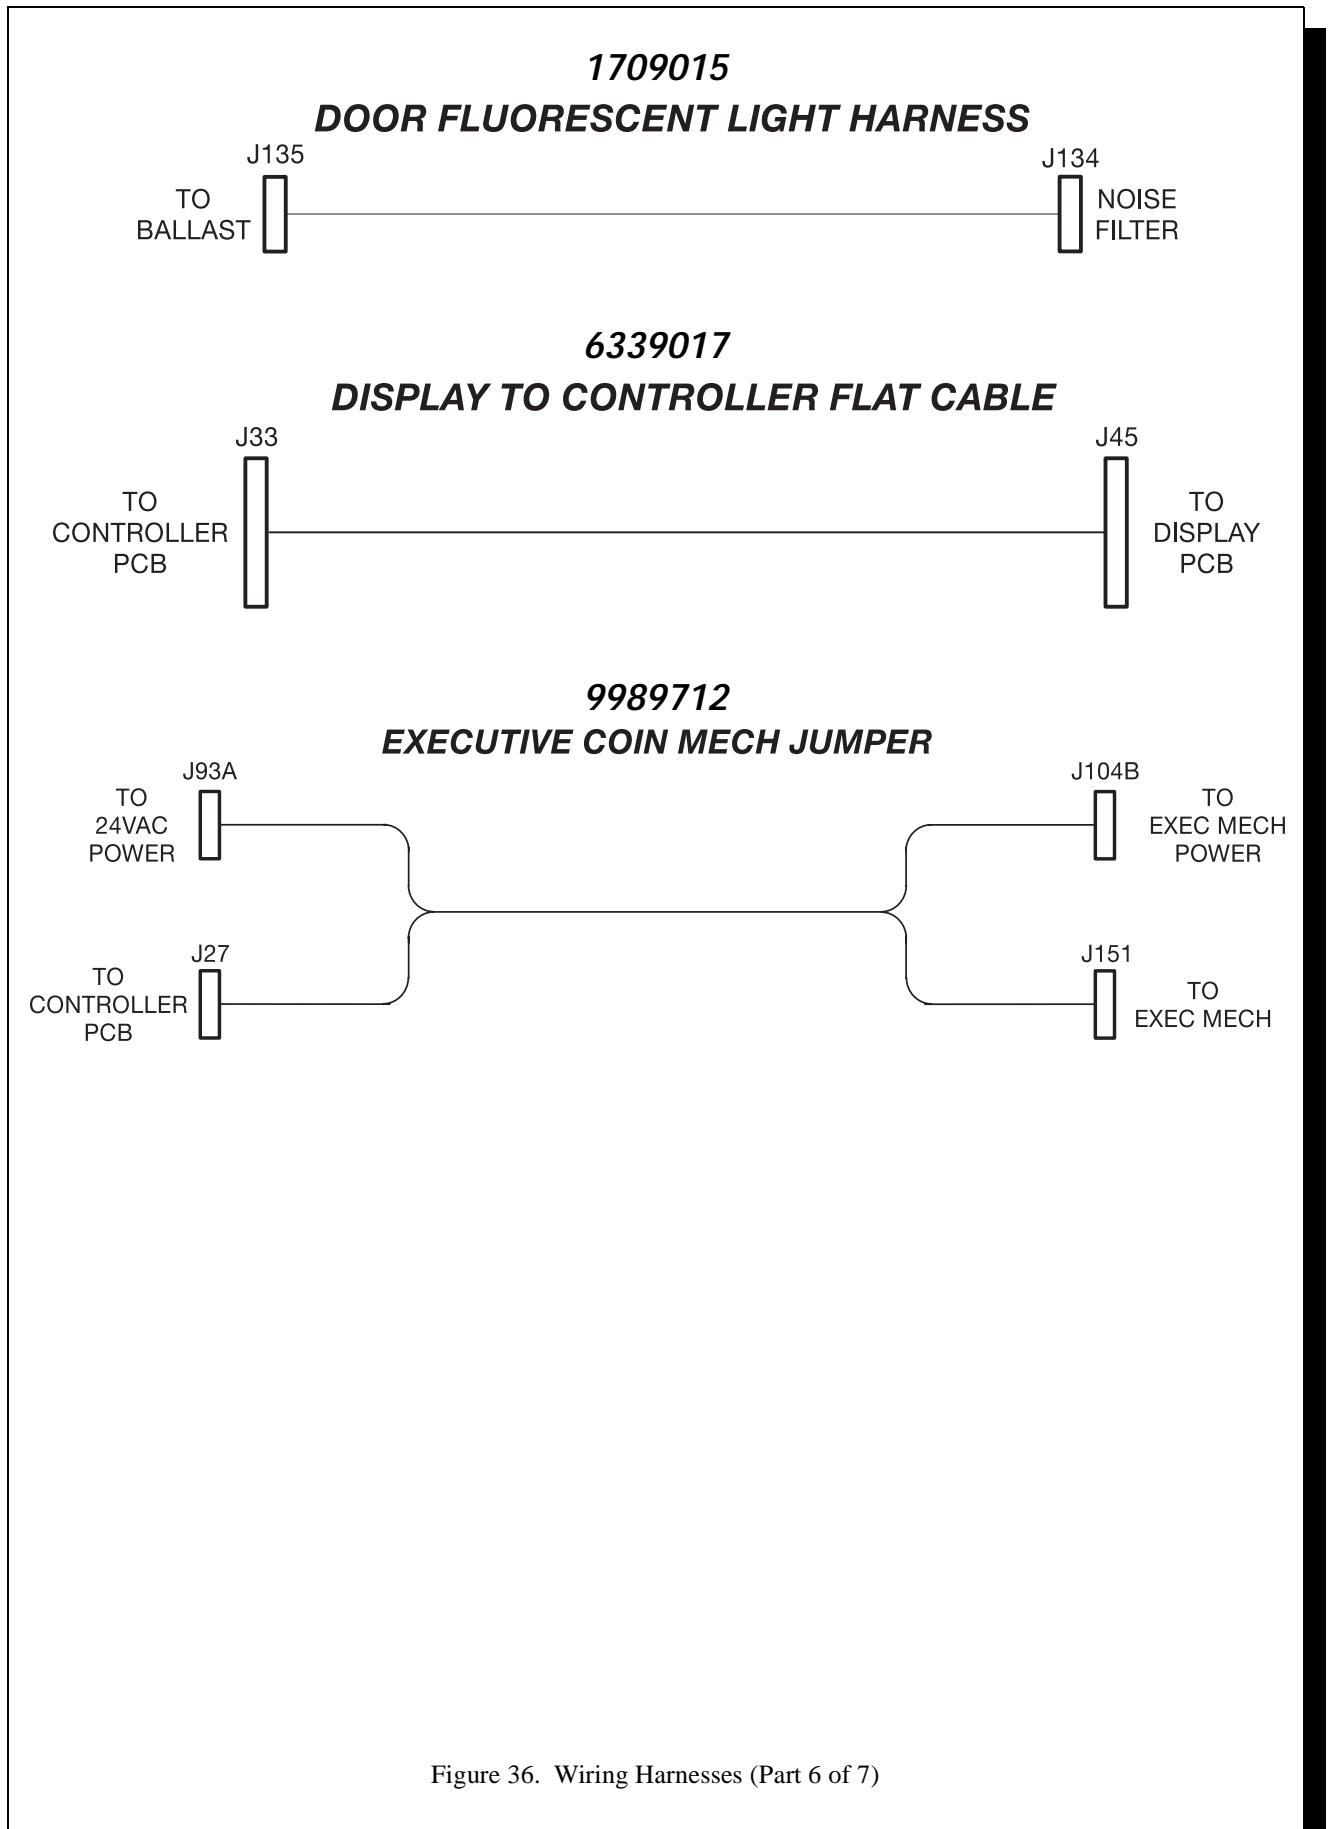 1709015
DOOR FLUORESCENT LIGHT HARNESS
J135
J134
TO
BALLAST
NOISE
FILTER
6339017
DISPLAY TO CONTROLLER FLAT CABLE
J33
J45
TO
CONTROLLER
PCB
TO
DISPLAY
PCB
9989712
EXECUTIVE COIN MECH JUMPER
J93A
J104B
TO
24VAC
POWER
TO
EXEC MECH
POWER
J27
J151
TO
CONTROLLER
PCB
TO
EXEC MECH
Figure 36. Wiring Harnesses (Part 6 of 7)